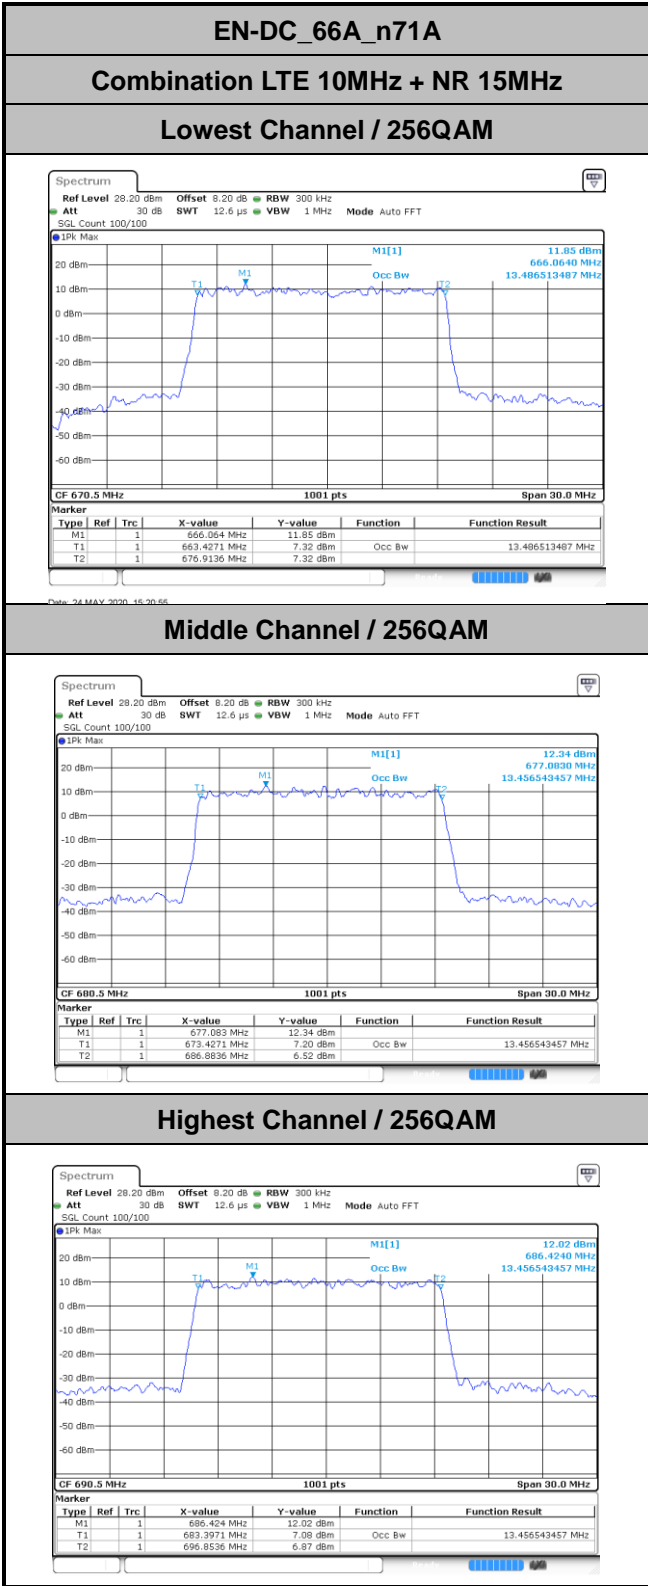 EN-DC_66A_n71A
Combination LTE 10MHz + NR 15MHz
Lowest Channel / 256QAM
Spectrum
Ref Level 28.20 dBm Offset 8.20 dB RBW 300 kHz
Att 30 dB SWT 12.6 µs VBW 1 MHz Mode Auto FFT
SGL Count 100/100
1Pk Max
M1[1] 11.85 dBm
666.0640 MHz
Occ Bw 13.486513487 MHz
20 dBm
10 dBm
0 dBm
-10 dBm
-20 dBm
-30 dBm
-40 dBm
-50 dBm
-60 dBm
T1
M1
T2
CF 670.5 MHz 1001 pts Span 30.0 MHz
Marker
Type Ref Trc X-value Y-value Function Function Result
M1 1 666.064 MHz 11.85 dBm
T1 1 663.4271 MHz 7.32 dBm Occ Bw 13.486513487 MHz
T2 1 676.9136 MHz 7.32 dBm
Date: 24 MAY 2020 15:20:55
Middle Channel / 256QAM
Spectrum
Ref Level 28.20 dBm Offset 8.20 dB RBW 300 kHz
Att 30 dB SWT 12.6 µs VBW 1 MHz Mode Auto FFT
SGL Count 100/100
1Pk Max
M1[1] 12.34 dBm
677.0830 MHz
Occ Bw 13.456543457 MHz
20 dBm
10 dBm
0 dBm
-10 dBm
-20 dBm
-30 dBm
-40 dBm
-50 dBm
-60 dBm
T1
M1
T2
CF 680.5 MHz 1001 pts Span 30.0 MHz
Marker
Type Ref Trc X-value Y-value Function Function Result
M1 1 677.083 MHz 12.34 dBm
T1 1 673.4271 MHz 7.20 dBm Occ Bw 13.456543457 MHz
T2 1 686.8836 MHz 6.52 dBm
Highest Channel / 256QAM
Spectrum
Ref Level 28.20 dBm Offset 8.20 dB RBW 300 kHz
Att 30 dB SWT 12.6 µs VBW 1 MHz Mode Auto FFT
SGL Count 100/100
1Pk Max
M1[1] 12.02 dBm
686.4240 MHz
Occ Bw 13.456543457 MHz
20 dBm
10 dBm
0 dBm
-10 dBm
-20 dBm
-30 dBm
-40 dBm
-50 dBm
-60 dBm
T1
M1
T2
CF 690.5 MHz 1001 pts Span 30.0 MHz
Marker
Type Ref Trc X-value Y-value Function Function Result
M1 1 686.424 MHz 12.02 dBm
T1 1 683.3971 MHz 7.08 dBm Occ Bw 13.456543457 MHz
T2 1 696.8536 MHz 6.87 dBm